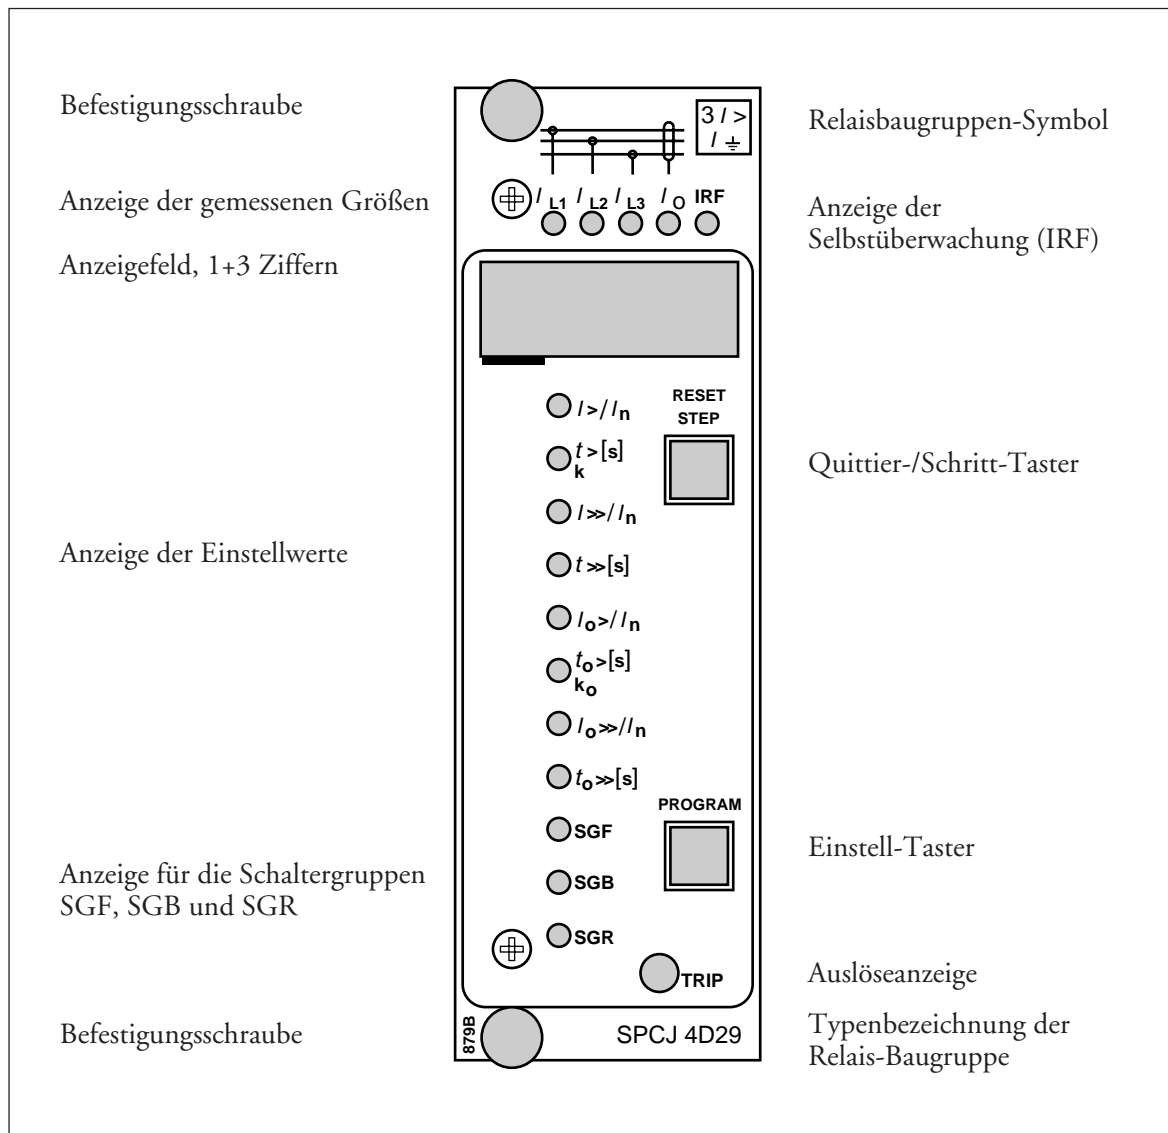 Befestigungsschraube
Anzeige der gemessenen Größen
Anzeigefeld, 1+3 Ziffern
Anzeige der Einstellwerte
Anzeige für die Schaltergruppen
SGF, SGB und SGR
Befestigungsschraube
3 I >
I ⏚
I L1 I L2 I L3 I O IRF
RESET
STEP
I>/In
t>[s]
k
I>>/In
t>>[s]
Io>/In
to>[s]
ko
Io>>/In
to>>[s]
PROGRAM
SGF
SGB
SGR
TRIP
879B
SPCJ 4D29
Relaisbaugruppen-Symbol
Anzeige der
Selbstüberwachung (IRF)
Quittier-/Schritt-Taster
Einstell-Taster
Auslöseanzeige
Typenbezeichnung der
Relais-Baugruppe